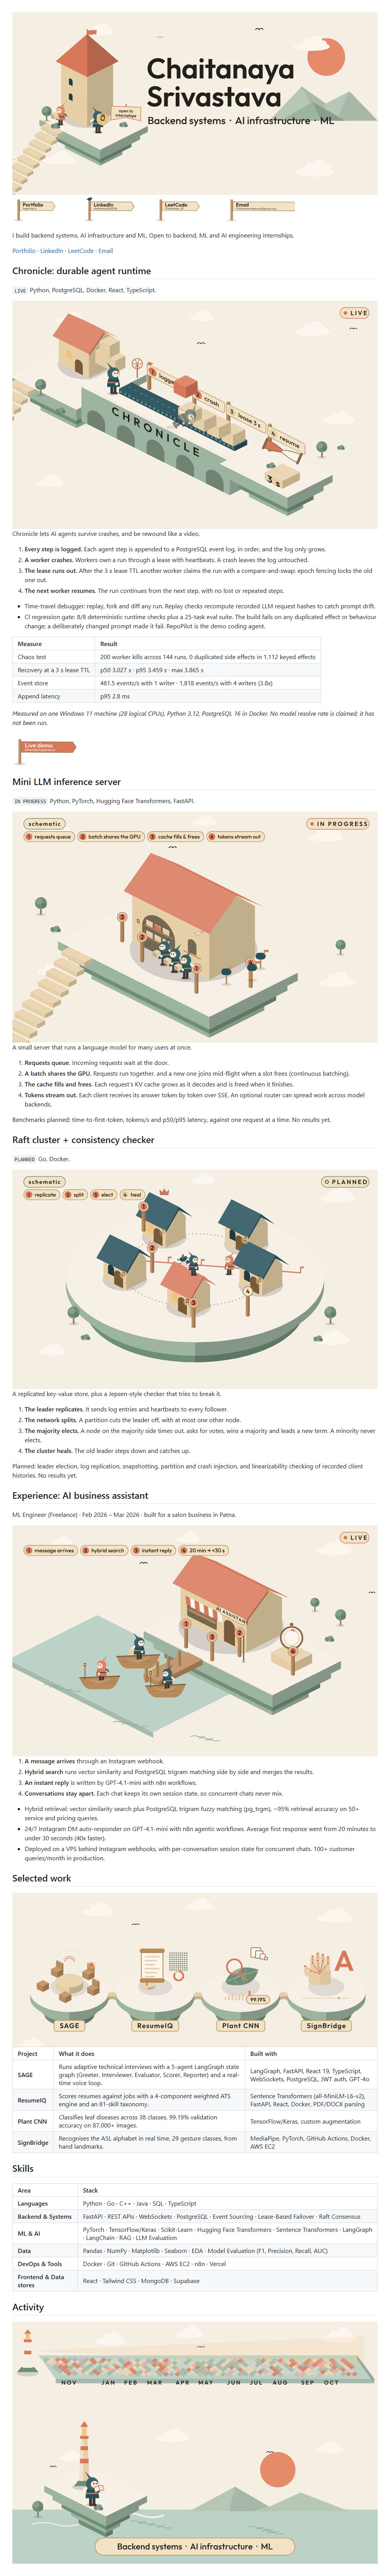 Chaitanaya
Srivastava
Backend systems · AI infrastructure · ML
open to
internships
Portfolio
LinkedIn
LeetCode
Email
I build backend systems, AI infrastructure and ML. Open to backend, ML and AI engineering internships.
Portfolio · LinkedIn · LeetCode · Email
Chronicle: durable agent runtime
LIVE Python, PostgreSQL, Docker, React, TypeScript.
LIVE
1 logged
2 crash
3 lease 3 s
4 resume
CHRONICLE
3 s
Chronicle lets AI agents survive crashes, and be rewound like a video.
1. Every step is logged. Each agent step is appended to a PostgreSQL event log, in order, and the log only grows.
2. A worker crashes. Workers own a run through a lease with heartbeats. A crash leaves the log untouched.
3. The lease runs out. After the 3 s lease TTL another worker claims the run with a compare-and-swap; epoch fencing locks the old
one out.
4. The next worker resumes. The run continues from the next step, with no lost or repeated steps.
• Time-travel debugger: replay, fork and diff any run. Replay checks recompute recorded LLM request hashes to catch prompt drift.
• CI regression gate: 8/8 deterministic runtime checks plus a 25-task eval suite. The build fails on any duplicated effect or behaviour
change; a deliberately changed prompt made it fail. RepoPilot is the demo coding agent.
Measure Result
Chaos test 200 worker kills across 144 runs, 0 duplicated side effects in 1,112 keyed effects
Recovery at a 3 s lease TTL p50 3.027 s · p95 3.459 s · max 3.865 s
Event store 481.5 events/s with 1 writer · 1,818 events/s with 4 writers (3.8x)
Append latency p95 2.8 ms
Measured on one Windows 11 machine (28 logical CPUs), Python 3.12, PostgreSQL 16 in Docker. No model resolve rate is claimed; it has
not been run.
Live demo
Mini LLM inference server
IN PROGRESS Python, PyTorch, Hugging Face Transformers, FastAPI.
schematic
IN PROGRESS
1 requests queue 2 batch shares the GPU 3 cache fills & frees 4 tokens stream out
3
2
1
A small server that runs a language model for many users at once.
1. Requests queue. Incoming requests wait at the door.
2. A batch shares the GPU. Requests run together, and a new one joins mid-flight when a slot frees (continuous batching).
3. The cache fills and frees. Each request's KV cache grows as it decodes and is freed when it finishes.
4. Tokens stream out. Each client receives its answer token by token over SSE. An optional router can spread work across model
backends.
Benchmarks planned: time-to-first-token, tokens/s and p50/p95 latency, against one request at a time. No results yet.
Raft cluster + consistency checker
PLANNED Go, Docker.
schematic
PLANNED
1 replicate 2 split 3 elect 4 heal
1
2
3
4
A replicated key-value store, plus a Jepsen-style checker that tries to break it.
1. The leader replicates. It sends log entries and heartbeats to every follower.
2. The network splits. A partition cuts the leader off, with at most one other node.
3. The majority elects. A node on the majority side times out, asks for votes, wins a majority and leads a new term. A minority never
elects.
4. The cluster heals. The old leader steps down and catches up.
Planned: leader election, log replication, snapshotting, partition and crash injection, and linearizability checking of recorded client
histories. No results yet.
Experience: AI business assistant
ML Engineer (Freelance) · Feb 2026 – Mar 2026 · built for a salon business in Patna.
LIVE
1 message arrives 2 hybrid search 3 instant reply 4 20 min → <30 s
AI ASSISTANT
1
3
2
4
1. A message arrives through an Instagram webhook.
2. Hybrid search runs vector similarity and PostgreSQL trigram matching side by side and merges the results.
3. An instant reply is written by GPT-4.1-mini with n8n workflows.
4. Conversations stay apart. Each chat keeps its own session state, so concurrent chats never mix.
• Hybrid retrieval: vector similarity search plus PostgreSQL trigram fuzzy matching (pg_trgm), ~95% retrieval accuracy on 50+
service and pricing queries.
• 24/7 Instagram DM auto-responder on GPT-4.1-mini with n8n agentic workflows. Average first response went from 20 minutes to
under 30 seconds (40x faster).
• Deployed on a VPS behind Instagram webhooks, with per-conversation session state for concurrent chats. 100+ customer
queries/month in production.
Selected work
A
99.19%
SAGE
ResumeIQ
Plant CNN
SignBridge
Project What it does Built with
SAGE Runs adaptive technical interviews with a 5-agent LangGraph state
graph (Greeter, Interviewer, Evaluator, Scorer, Reporter) and a real-
time voice loop.
LangGraph, FastAPI, React 19, TypeScript,
WebSockets, PostgreSQL, JWT auth, GPT-4o
ResumeIQ Scores resumes against jobs with a 4-component weighted ATS
engine and an 81-skill taxonomy.
Sentence Transformers (all-MiniLM-L6-v2),
FastAPI, React, Docker, PDF/DOCX parsing
Plant CNN Classifies leaf diseases across 38 classes, 99.19% validation
accuracy on 87,000+ images.
TensorFlow/Keras, custom augmentation
SignBridge Recognises the ASL alphabet in real time, 29 gesture classes, from
hand landmarks.
MediaPipe, PyTorch, GitHub Actions, Docker,
AWS EC2
Skills
Area Stack
Languages Python · Go · C++ · Java · SQL · TypeScript
Backend & Systems FastAPI · REST APIs · WebSockets · PostgreSQL · Event Sourcing · Lease-Based Failover · Raft Consensus
ML & AI PyTorch · TensorFlow/Keras · Scikit-Learn · Hugging Face Transformers · Sentence Transformers · LangGraph
· LangChain · RAG · LLM Evaluation
Data Pandas · NumPy · Matplotlib · Seaborn · EDA · Model Evaluation (F1, Precision, Recall, AUC)
DevOps & Tools Docker · Git · GitHub Actions · AWS EC2 · n8n · Vercel
Frontend & Data
stores
React · Tailwind CSS · MongoDB · Supabase
Activity
NOV JAN FEB MAR APR MAY JUN JUL AUG SEP OCT
Backend systems · AI infrastructure · ML